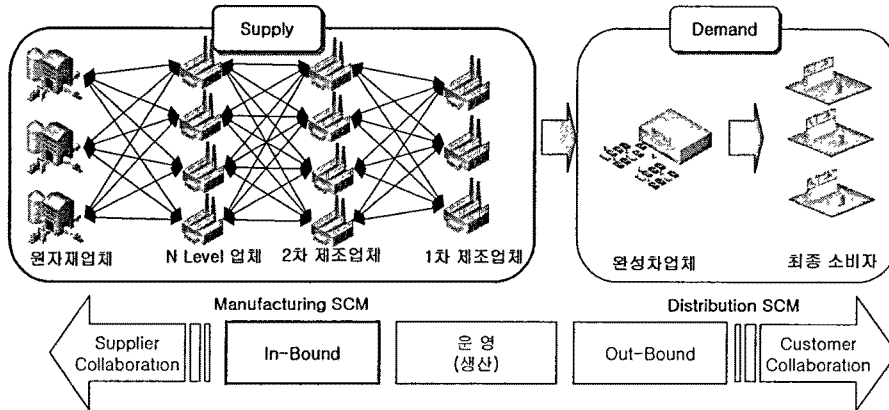 Supply
Demand
원자재업체
N Level 업체
2차 제조업체
1차 제조업체
완성차업체
최종 소비자
Manufacturing SCM
Distribution SCM
Supplier
Collaboration
In-Bound
운 영
(생산)
Out-Bound
Customer
Collaboration